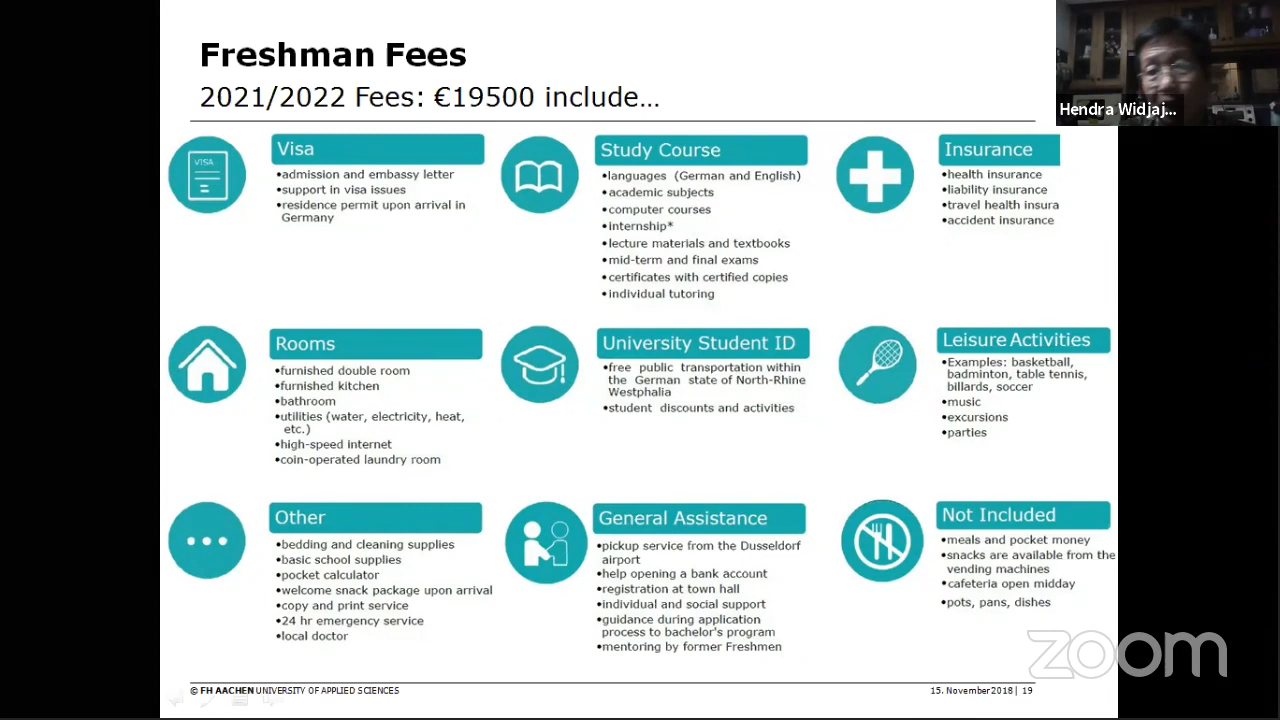 Freshman Fees
2021/2022 Fees: €19500 include…
Hendra Widjaj...
VISA
Visa
•admission and embassy letter
•support in visa issues
•residence permit upon arrival in
Germany
Study Course
•languages (German and English)
•academic subjects
•computer courses
•internship*
•lecture materials and textbooks
•mid-term and final exams
•certificates with certified copies
•individual tutoring
Insurance
•health insurance
•liability insurance
•travel health insura
•accident insurance
Rooms
•furnished double room
•furnished kitchen
•bathroom
•utilities (water, electricity, heat,
etc.)
•high-speed internet
•coin-operated laundry room
University Student ID
•free public transportation within
the German state of North-Rhine
Westphalia
•student discounts and activities
Leisure Activities
•Examples: basketball,
badminton, table tennis,
billards, soccer
•music
•excursions
•parties
Other
•bedding and cleaning supplies
•basic school supplies
•pocket calculator
•welcome snack package upon arrival
•copy and print service
•24 hr emergency service
•local doctor
General Assistance
•pickup service from the Dusseldorf
airport
•help opening a bank account
•registration at town hall
•individual and social support
•guidance during application
process to bachelor's program
•mentoring by former Freshmen
Not Included
•meals and pocket money
•snacks are available from the
vending machines
•cafeteria open midday
•pots, pans, dishes
zoom
© FH AACHEN UNIVERSITY OF APPLIED SCIENCES
15. November2018 | 19